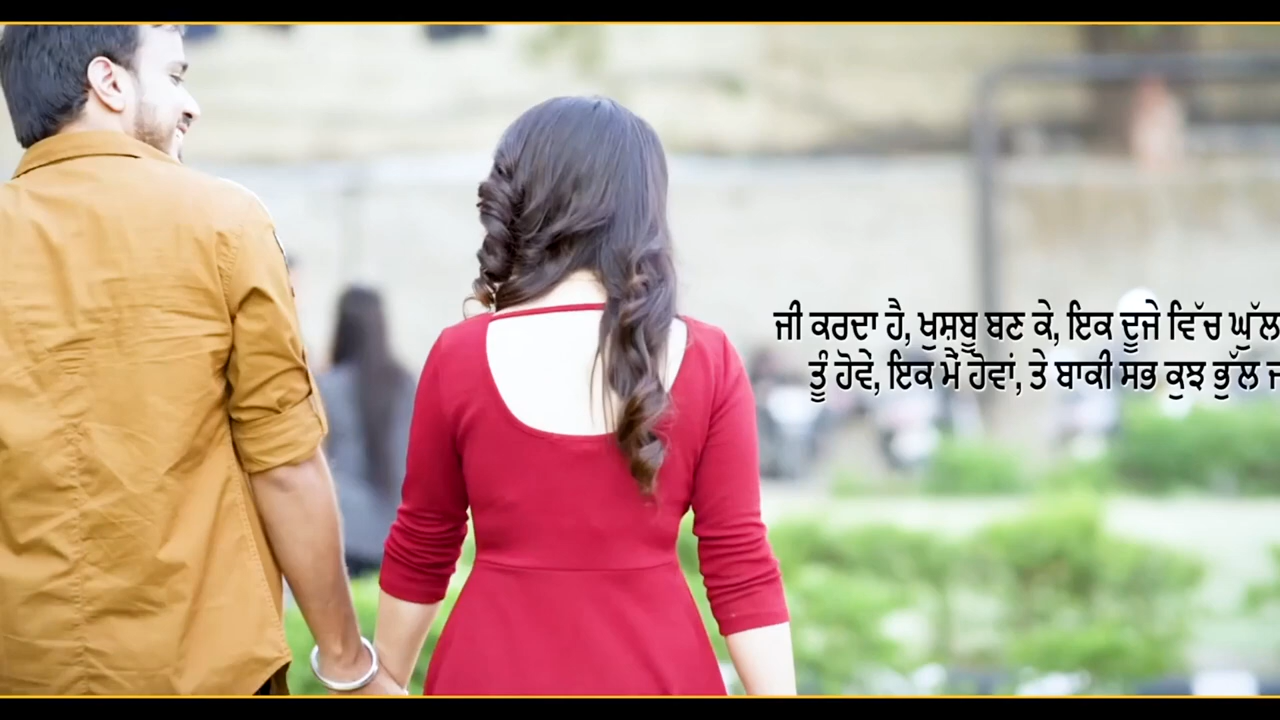 ਜੀ ਕਰਦਾ ਹੈ, ਖੁਸ਼ਬੂ ਬਣ ਕੇ, ਇਕ ਦੂਜੇ ਵਿੱਚ ਘੁੱਲ
ਤੂੰ ਹੋਵੇ, ਇਕ ਮੈਂ ਹੋਵਾਂ, ਤੇ ਬਾਕੀ ਸਭ ਕੁਝ ਭੁੱਲ